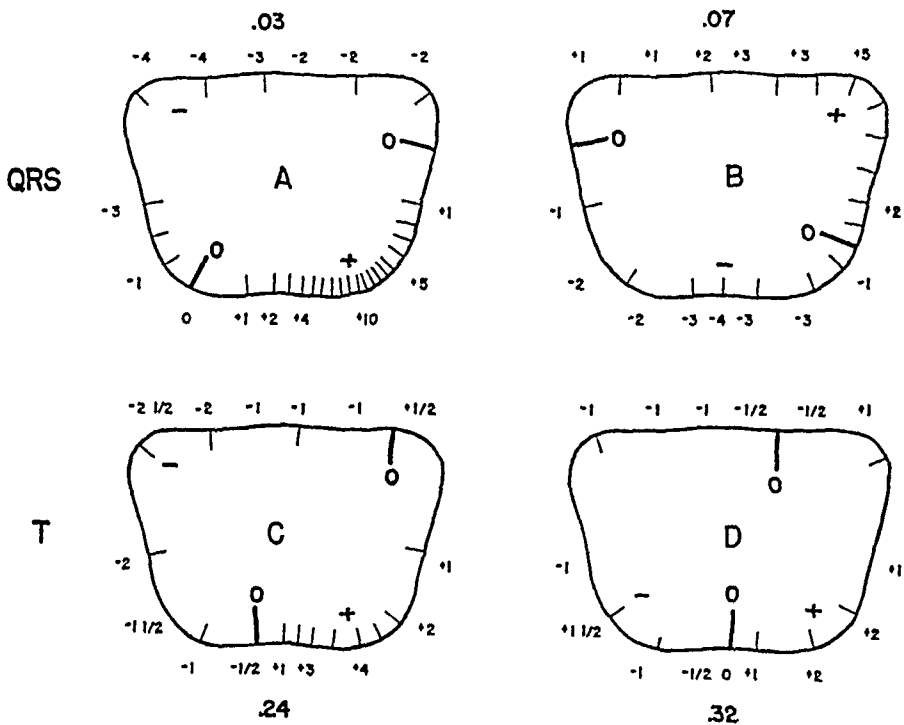 .03 .07
-4 -4 -3 -2 -2 +1 +1 +2 +3 +3 +5
- +
0 0
QRS A B
-3 +1 -1 +2
0 0
+ -
-1 +5 -2 -1
0 +1 +2 +4 +10 -2 -3 -4 -3 -3
-2 1/2 -2 -1 -1 -1 +1/2 -1 -1 -1 -1/2 -1/2 +1
- 0 0
T C D
-2 +1 -1 +1
0 0
+ - +
-1 1/2 +2 +1 1/2 +2
-1 -1/2 +1 +3 +4 -1 -1/2 0 +1 +2
.24 .32